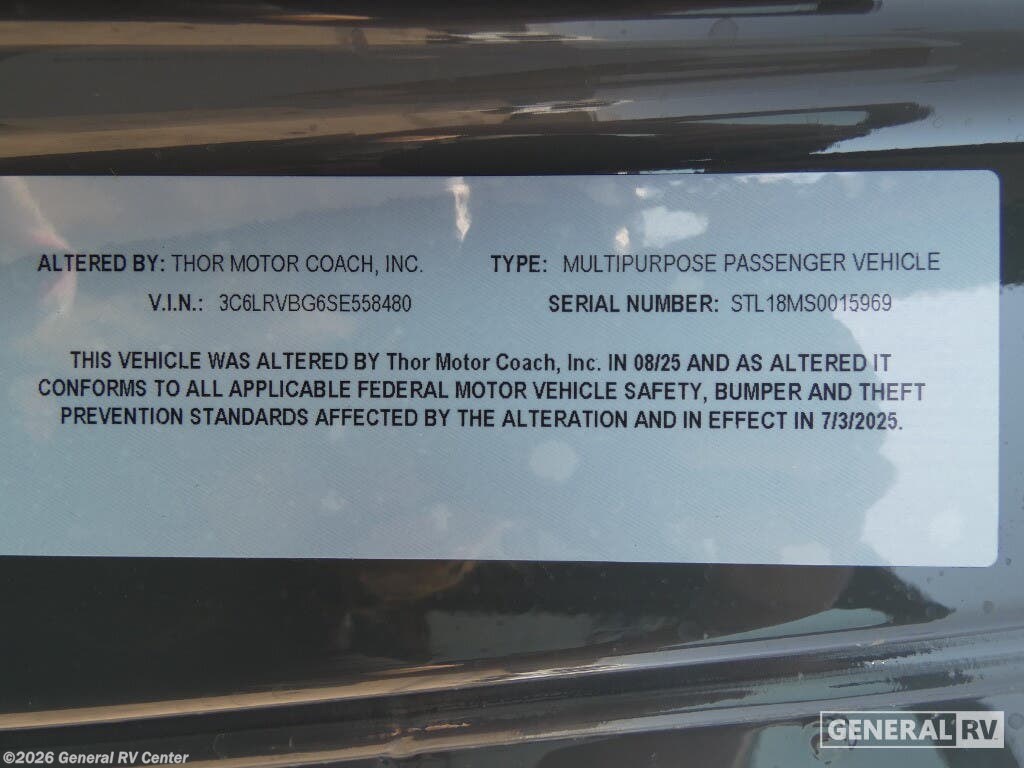 ALTERED BY: THOR MOTOR COACH, INC. TYPE: MULTIPURPOSE PASSENGER VEHICLE
V.I.N.: 3C6LRVBG6SE558480 SERIAL NUMBER: STL18MS0015969
THIS VEHICLE WAS ALTERED BY Thor Motor Coach, Inc. IN 08/25 AND AS ALTERED IT
CONFORMS TO ALL APPLICABLE FEDERAL MOTOR VEHICLE SAFETY, BUMPER AND THEFT
PREVENTION STANDARDS AFFECTED BY THE ALTERATION AND IN EFFECT IN 7/3/2025.
GENERAL RV
©2026 General RV Center